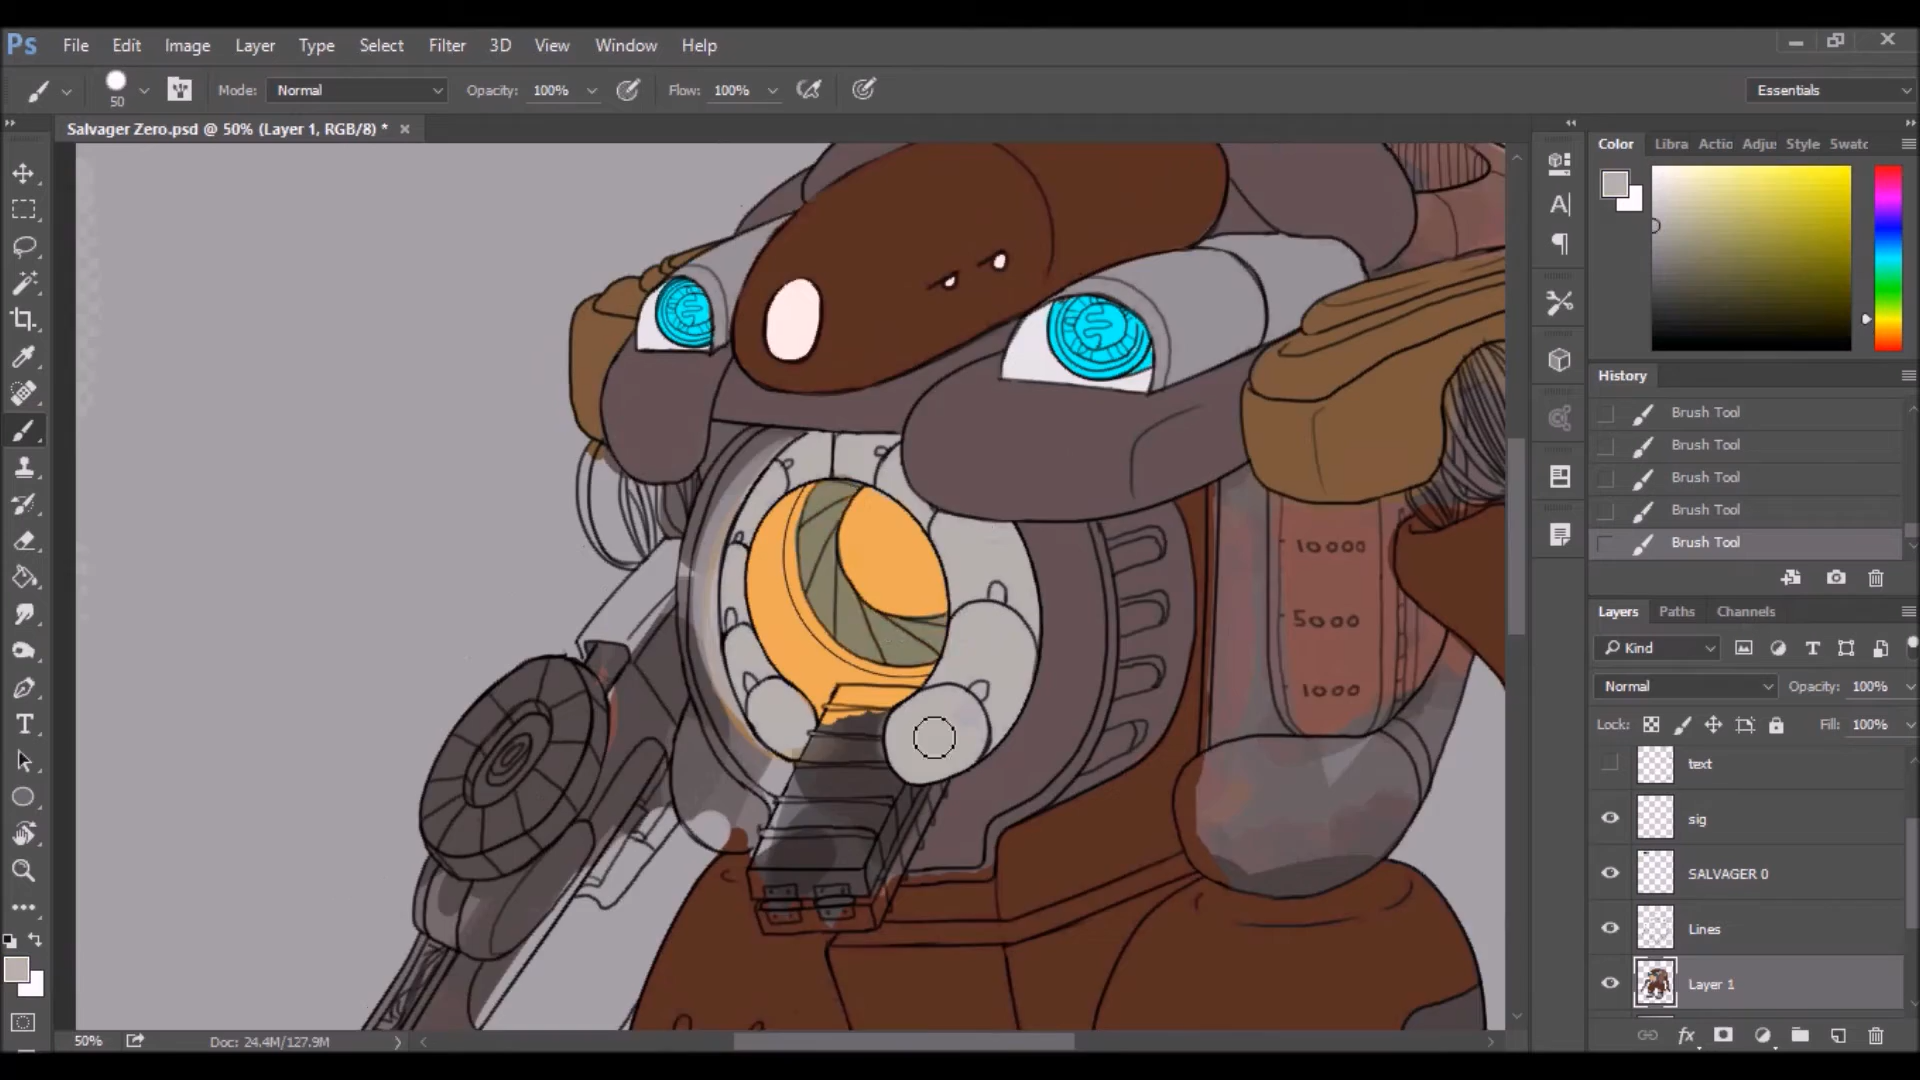 Ps File Edit Image Layer Type Select Filter 3D View Window Help
50 Mode: Normal Opacity: 100% Flow: 100% Essentials
Salvager Zero.psd @ 50% (Layer 1, RGB/8) * ×
Color Libra Actio Adju Style Swatc
History
Brush Tool
Brush Tool
Brush Tool
Brush Tool
Brush Tool
10000
5000
1000
Layers Paths Channels
Kind
Normal Opacity: 100%
Lock: Fill: 100%
text
sig
SALVAGER 0
Lines
Layer 1
50% Doc: 24.4M/127.9M